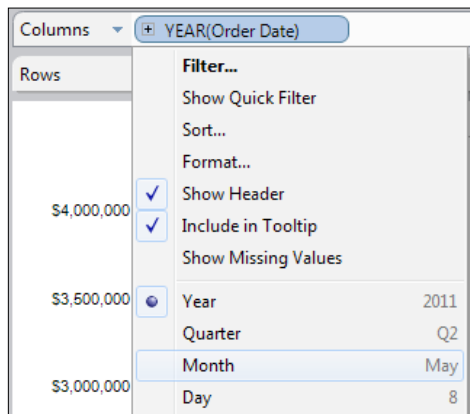 Columns YEAR(Order Date)
Rows
Filter...
Show Quick Filter
Sort...
Format...
Show Header
$4,000,000
Include in Tooltip
Show Missing Values
$3,500,000 Year 2011
Quarter Q2
Month May
$3,000,000
Day 8